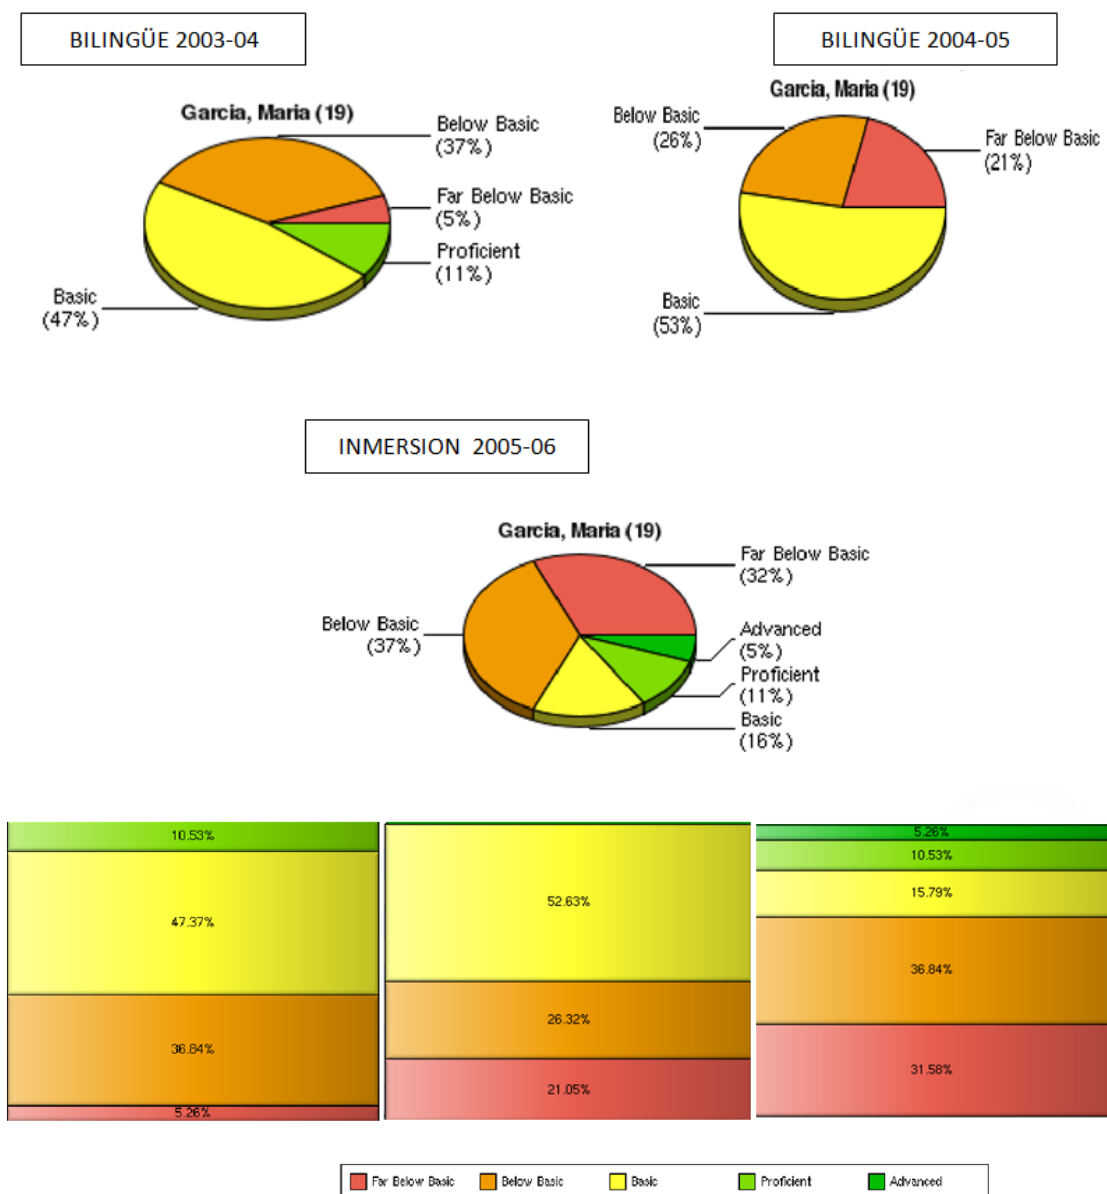 BILINGÜE 2003-04
BILINGÜE 2004-05
Garcia, Maria (19)
Below Basic
(37%)
Far Below Basic
(5%)
Proficient
(11%)
Basic
(47%)
Garcia, Maria (19)
Below Basic
(26%)
Far Below Basic
(21%)
Basic
(53%)
INMERSION 2005-06
Garcia, Maria (19)
Far Below Basic
(32%)
Below Basic
(37%)
Advanced
(5%)
Proficient
(11%)
Basic
(16%)
10.53%
47.37%
36.84%
5.26%
52.63%
26.32%
21.05%
5.26%
10.53%
15.79%
36.84%
31.58%
Far Below Basic Below Basic Basic Proficient Advanced